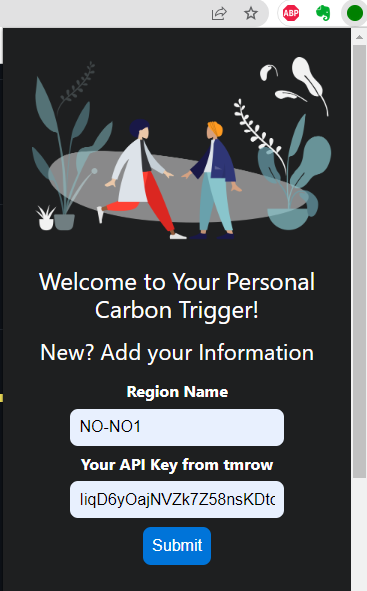 ABP
Welcome to Your Personal
Carbon Trigger!
New? Add your Information
Region Name
NO-NO1
Your API Key from tmrow
Submit